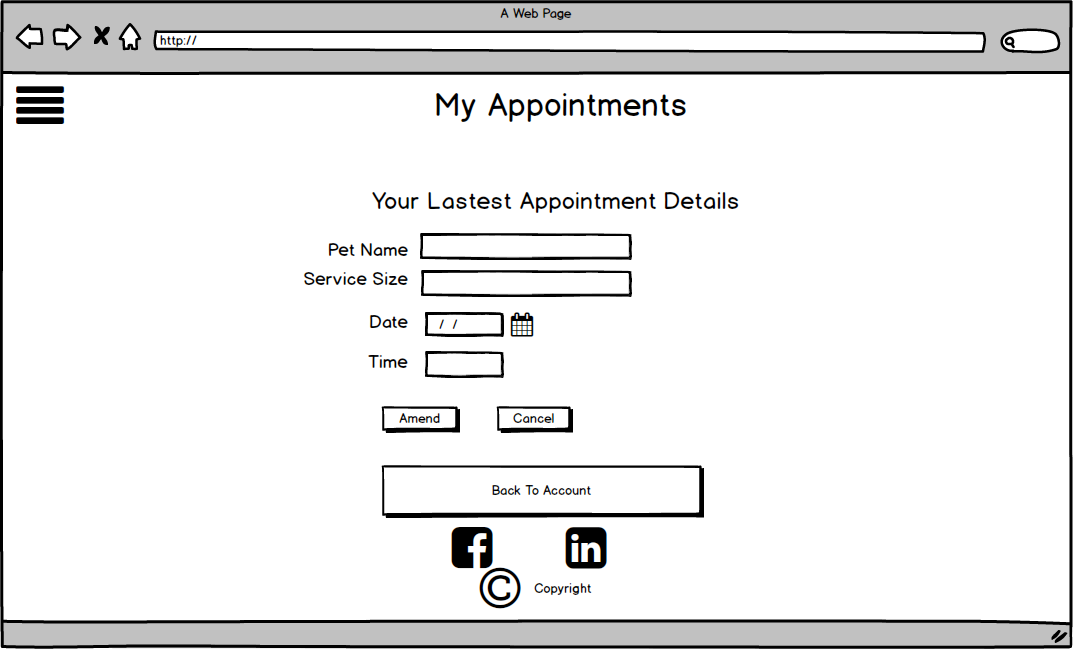 A Web Page
http://
My Appointments
Your Lastest Appointment Details
Pet Name
Service Size
Date / /
Time
Amend Cancel
Back To Account
f in
© Copyright